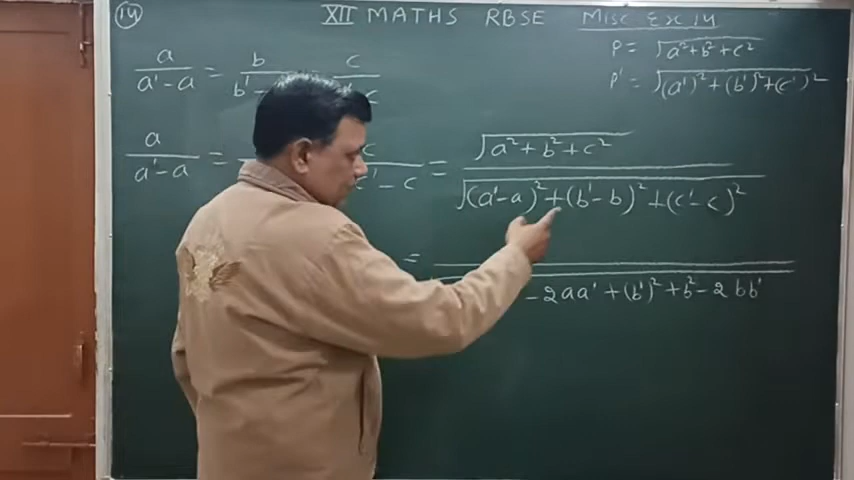 14 XII MATHS RBSE Misc Ex 14
p = √a²+b²+c²
p' = √(a')²+(b')²+(c')²
a/a'-a = b/b'- = c/c
a/a'-a = c/c'-c = √a²+b²+c²/√(a'-a)²+(b'-b)²+(c'-c)²
= /-2aa'+(b')²+b²-2bb'